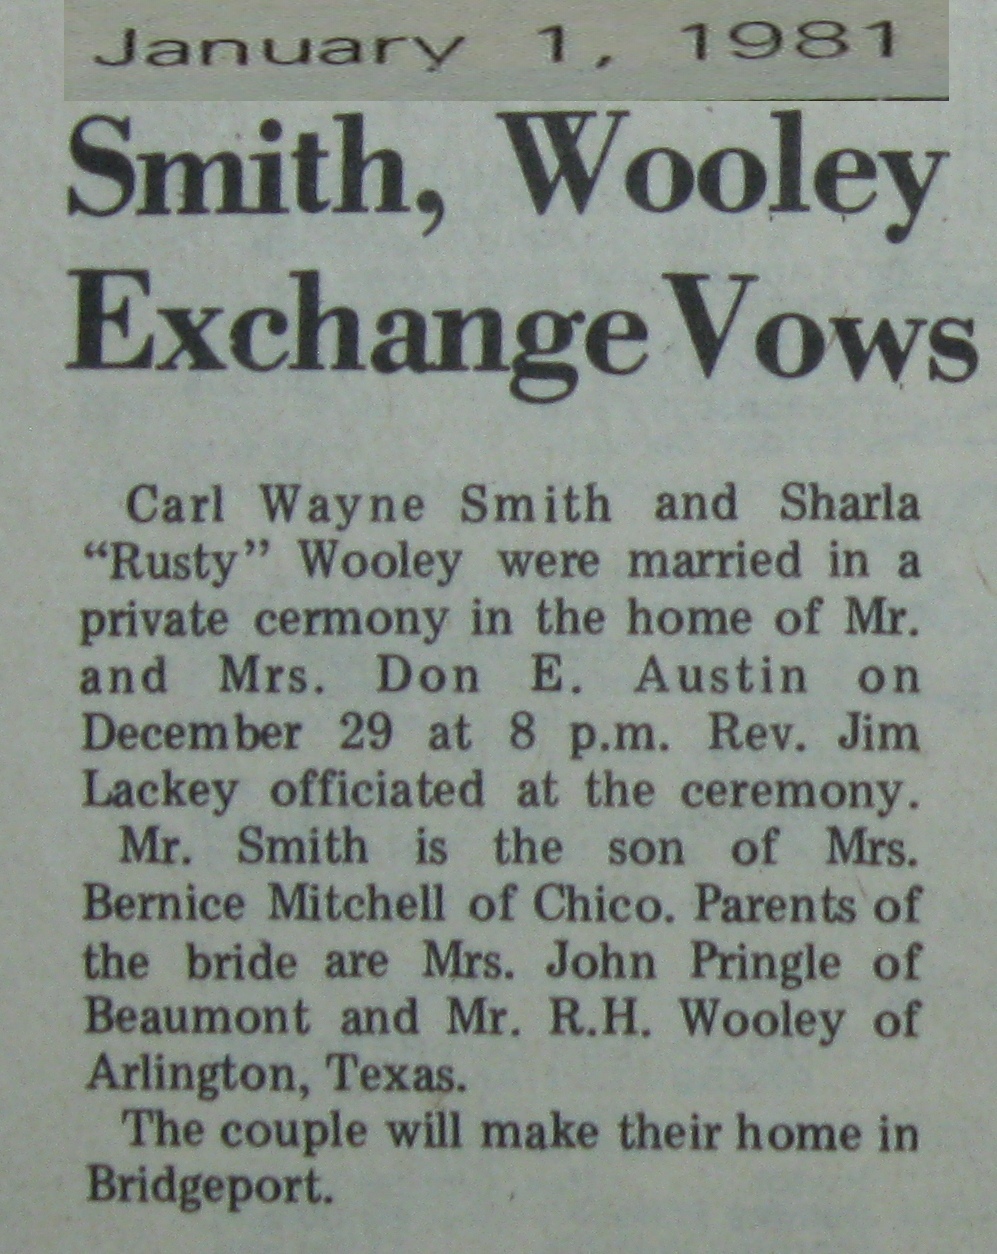 January 1, 1981
Smith, Wooley
Exchange Vows
Carl Wayne Smith and Sharla
“Rusty” Wooley were married in a
private cermony in the home of Mr.
and Mrs. Don E. Austin on
December 29 at 8 p.m. Rev. Jim
Lackey officiated at the ceremony.
Mr. Smith is the son of Mrs.
Bernice Mitchell of Chico. Parents of
the bride are Mrs. John Pringle of
Beaumont and Mr. R.H. Wooley of
Arlington, Texas.
The couple will make their home in
Bridgeport.